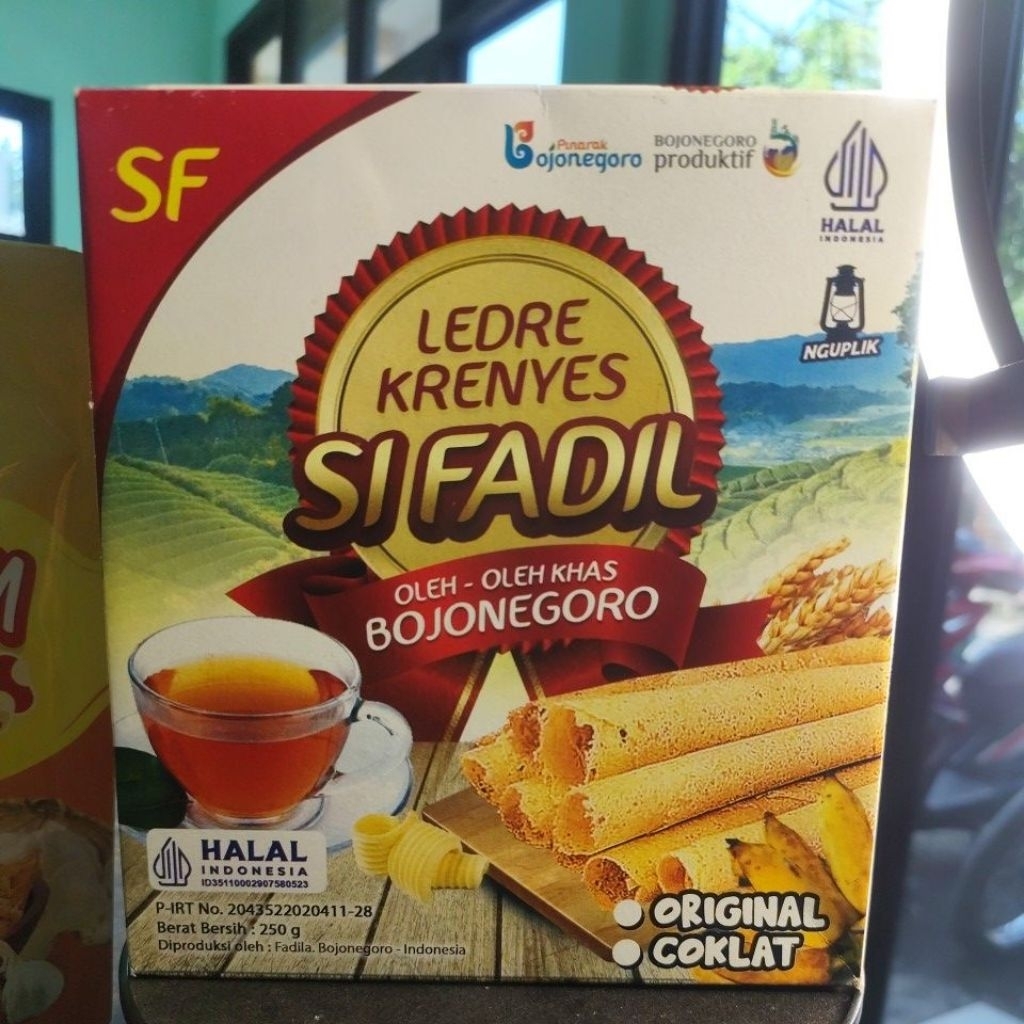 SF
Pinarak
Bojonegoro
BOJONEGORO
produktif
HALAL
INDONESIA
NGUPLIK
LEDRE
KRENYES
SI FADIL
OLEH - OLEH KHAS
BOJONEGORO
M
HALAL
INDONESIA
ID35110002907580523
P-IRT No. 2043522020411-28
Berat Bersih : 250 g
Diproduksi oleh : Fadila. Bojonegoro - Indonesia
ORIGINAL
COKLAT